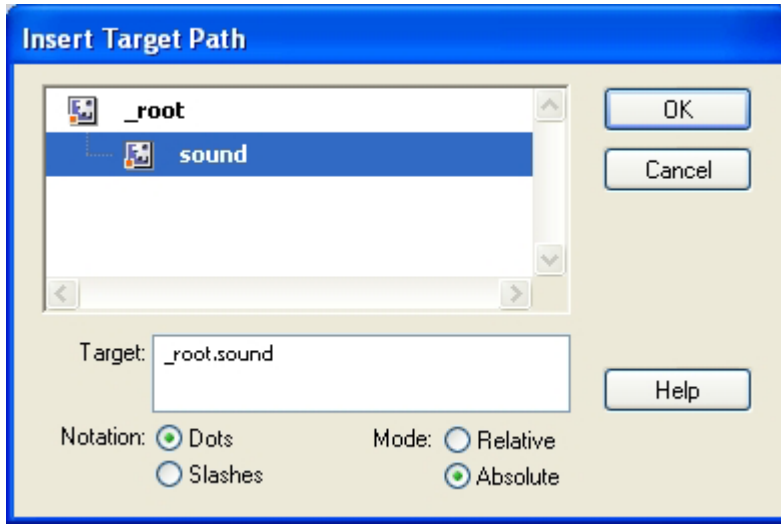 Insert Target Path
_root
sound
OK
Cancel
Target: _root.sound
Help
Notation: Dots Mode: Relative
Slashes Absolute